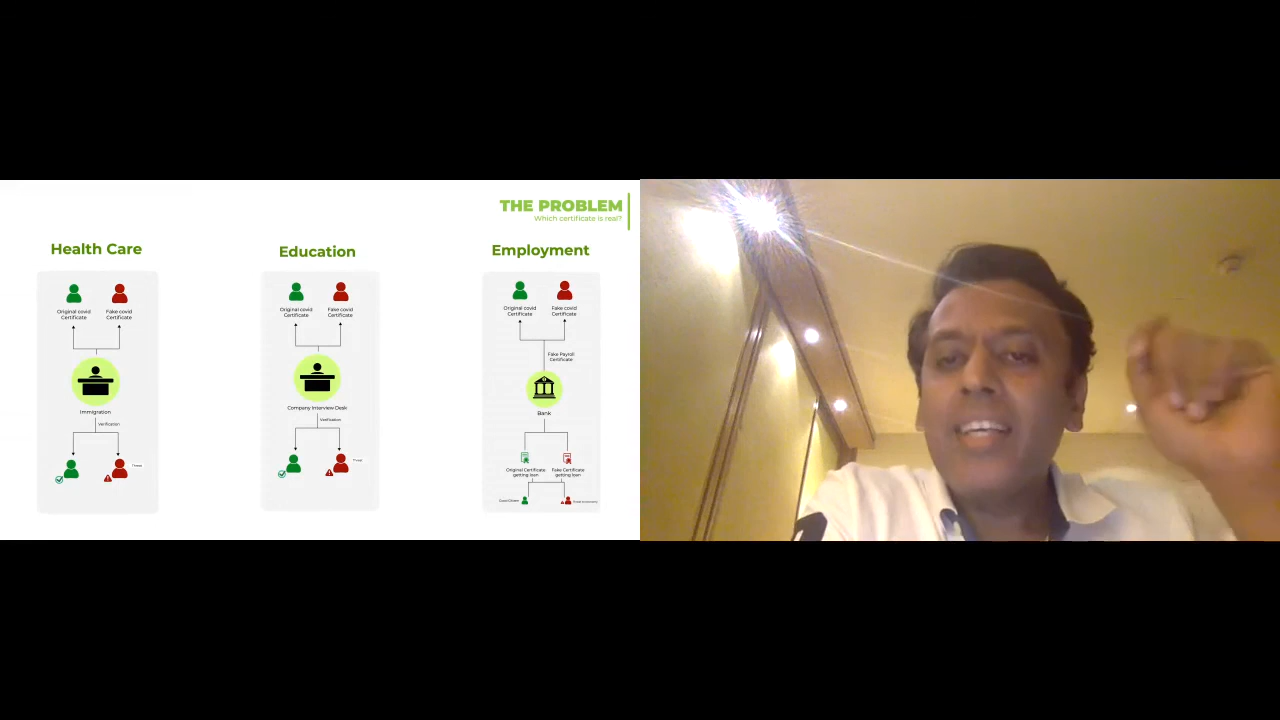 THE PROBLEM
Which certificate is real?
Health Care
Original covid
Certificate
Fake covid
Certificate
Immigration
Verification
Threat
Education
Original covid
Certificate
Fake covid
Certificate
Company Interview Desk
Verification
Threat
Employment
Original covid
Certificate
Fake covid
Certificate
Fake Payroll
Certificate
Bank
Original Certificate
getting loan
Fake Certificate
getting loan